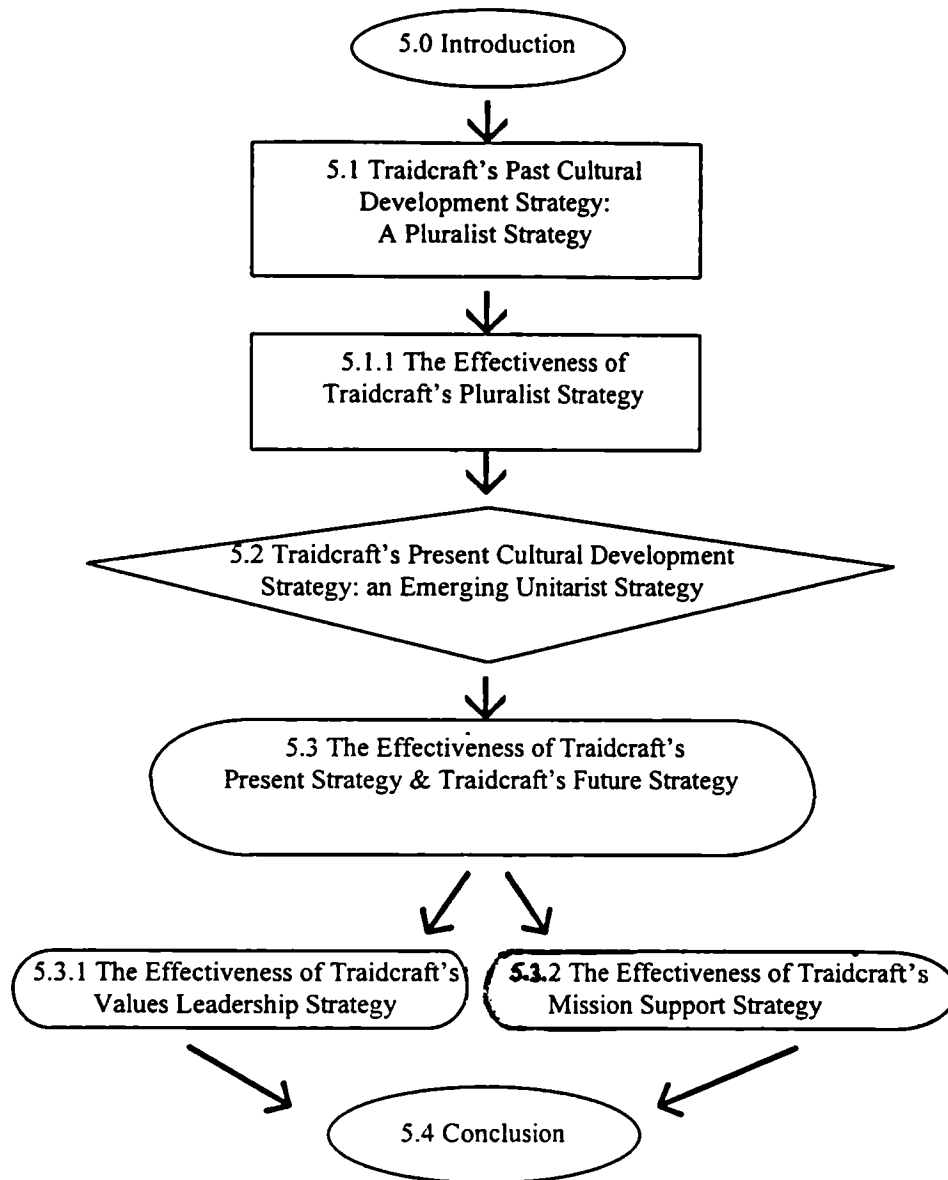 5.0 Introduction
5.1 Traidcraft's Past Cultural
Development Strategy:
A Pluralist Strategy
5.1.1 The Effectiveness of
Traidcraft's Pluralist Strategy
5.2 Traidcraft's Present Cultural Development
Strategy: an Emerging Unitarist Strategy
5.3 The Effectiveness of Traidcraft's
Present Strategy & Traidcraft's Future Strategy
5.3.1 The Effectiveness of Traidcraft's
Values Leadership Strategy
5.3.2 The Effectiveness of Traidcraft's
Mission Support Strategy
5.4 Conclusion